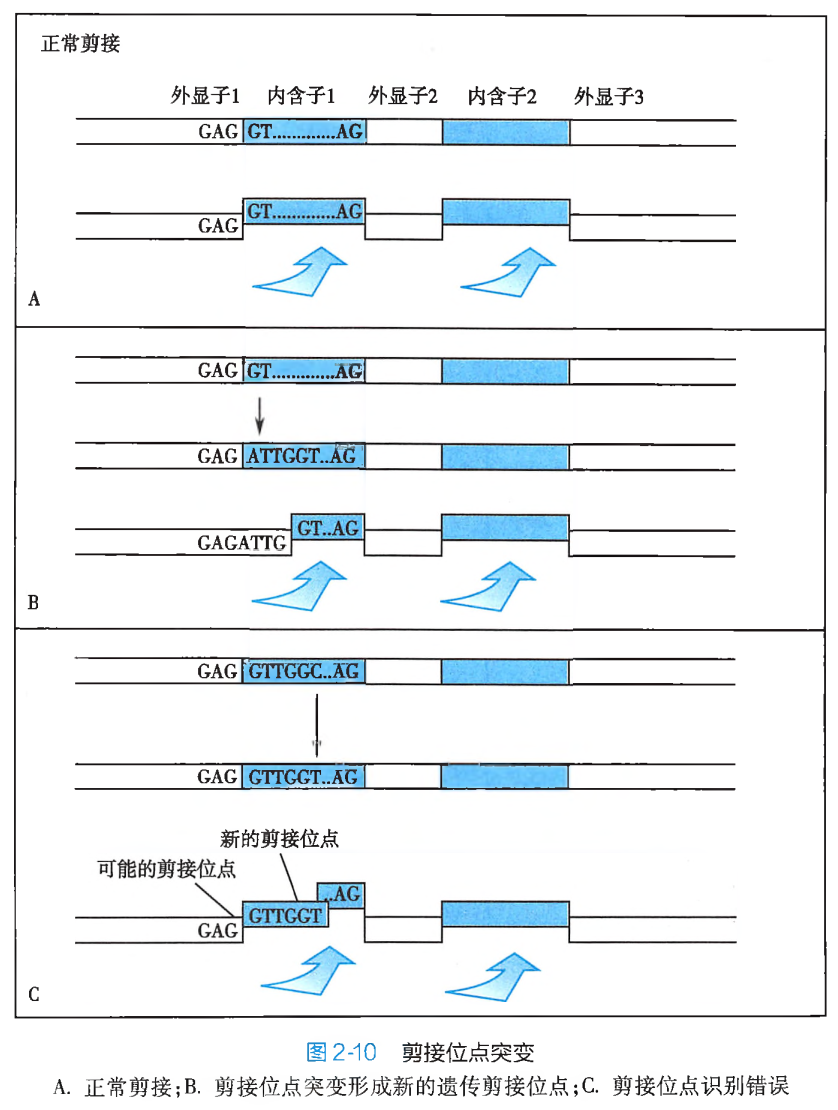 正常剪接
外显子1 内含子1 外显子2 内含子2 外显子3
GAG GT.............AG
GT.............AG
GAG
A
GAG GT.............AG
GAG ATTGGT..AG
GT..AG
GAGATTG
B
GAG GTTGGC..AG
GAG GTTGGT..AG
新的剪接位点
可能的剪接位点
..AG
GTTGGT
GAG
C
图2-10 剪接位点突变
A. 正常剪接;B. 剪接位点突变形成新的遗传剪接位点;C. 剪接位点识别错误